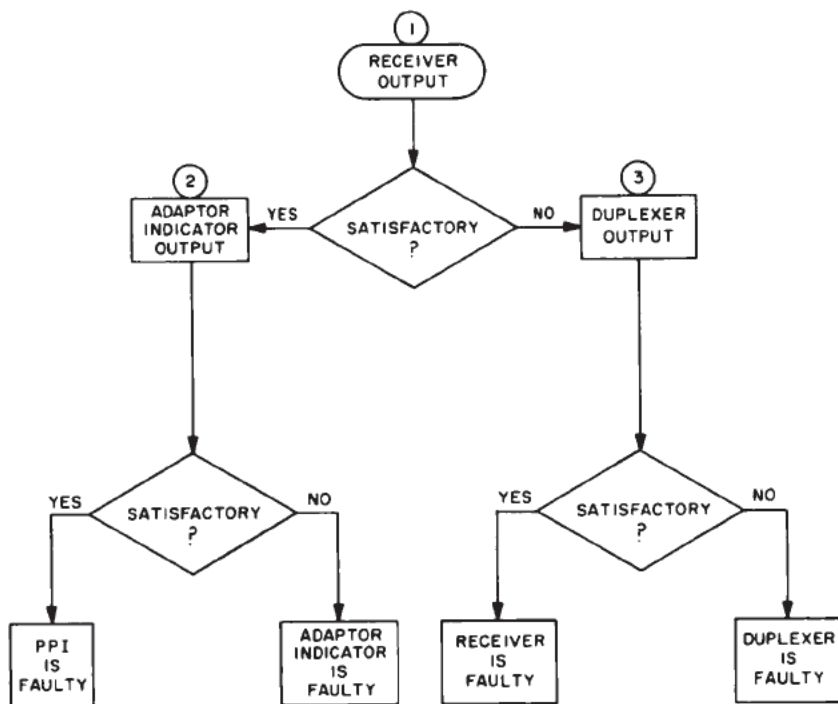 1
RECEIVER
OUTPUT
2
ADAPTOR
INDICATOR
OUTPUT
YES
SATISFACTORY
?
NO
3
DUPLEXER
OUTPUT
YES
SATISFACTORY
?
NO
YES
SATISFACTORY
?
NO
PPI
IS
FAULTY
ADAPTOR
INDICATOR
IS
FAULTY
RECEIVER
IS
FAULTY
DUPLEXER
IS
FAULTY